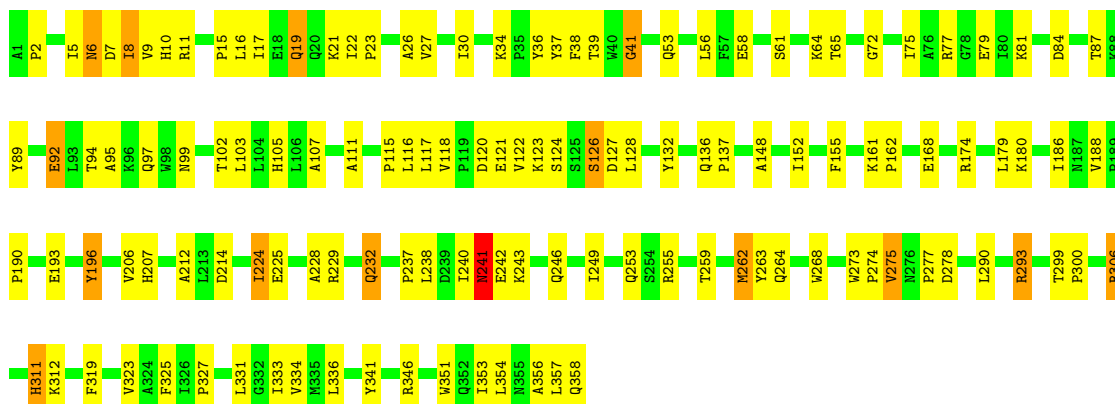 A1 P2 I5 N6 D7 I8 V9 H10 R11 P15 L16 I17 E18 Q19 Q20 K21 I22 P23 A26 V27 I30 K34 P35 Y36 Y37 F38 T39 W40 G41 Q53 L56 F57 E58 S61 K64 T65 G72 I75 A76 R77 G78 E79 I80 K81 D84 T87 K88
Y89 E92 L93 T94 A95 K96 Q97 W98 N99 T102 L103 L104 H105 L106 A107 A111 P115 L116 L117 V118 P119 D120 E121 V122 K123 S124 S125 S126 D127 L128 Y132 Q136 P137 A148 I152 F155 K161 P162 E168 R174 L179 K180 I186 N187 V188
P190 E193 Y196 V206 H207 A212 L213 D214 I224 E225 A228 R229 Q232 P237 L238 D239 I240 N241 E242 K243 Q246 I249 Q253 S254 R255 T259 M262 Y263 Q264 W268 W273 P274 V275 N276 P277 D278 L290 R293 T299 P300
H311 K312 F319 V323 A324 F325 I326 P327 L331 G332 I333 V334 M335 L336 Y341 R346 W351 Q352 I353 L354 N355 A356 L357 Q358